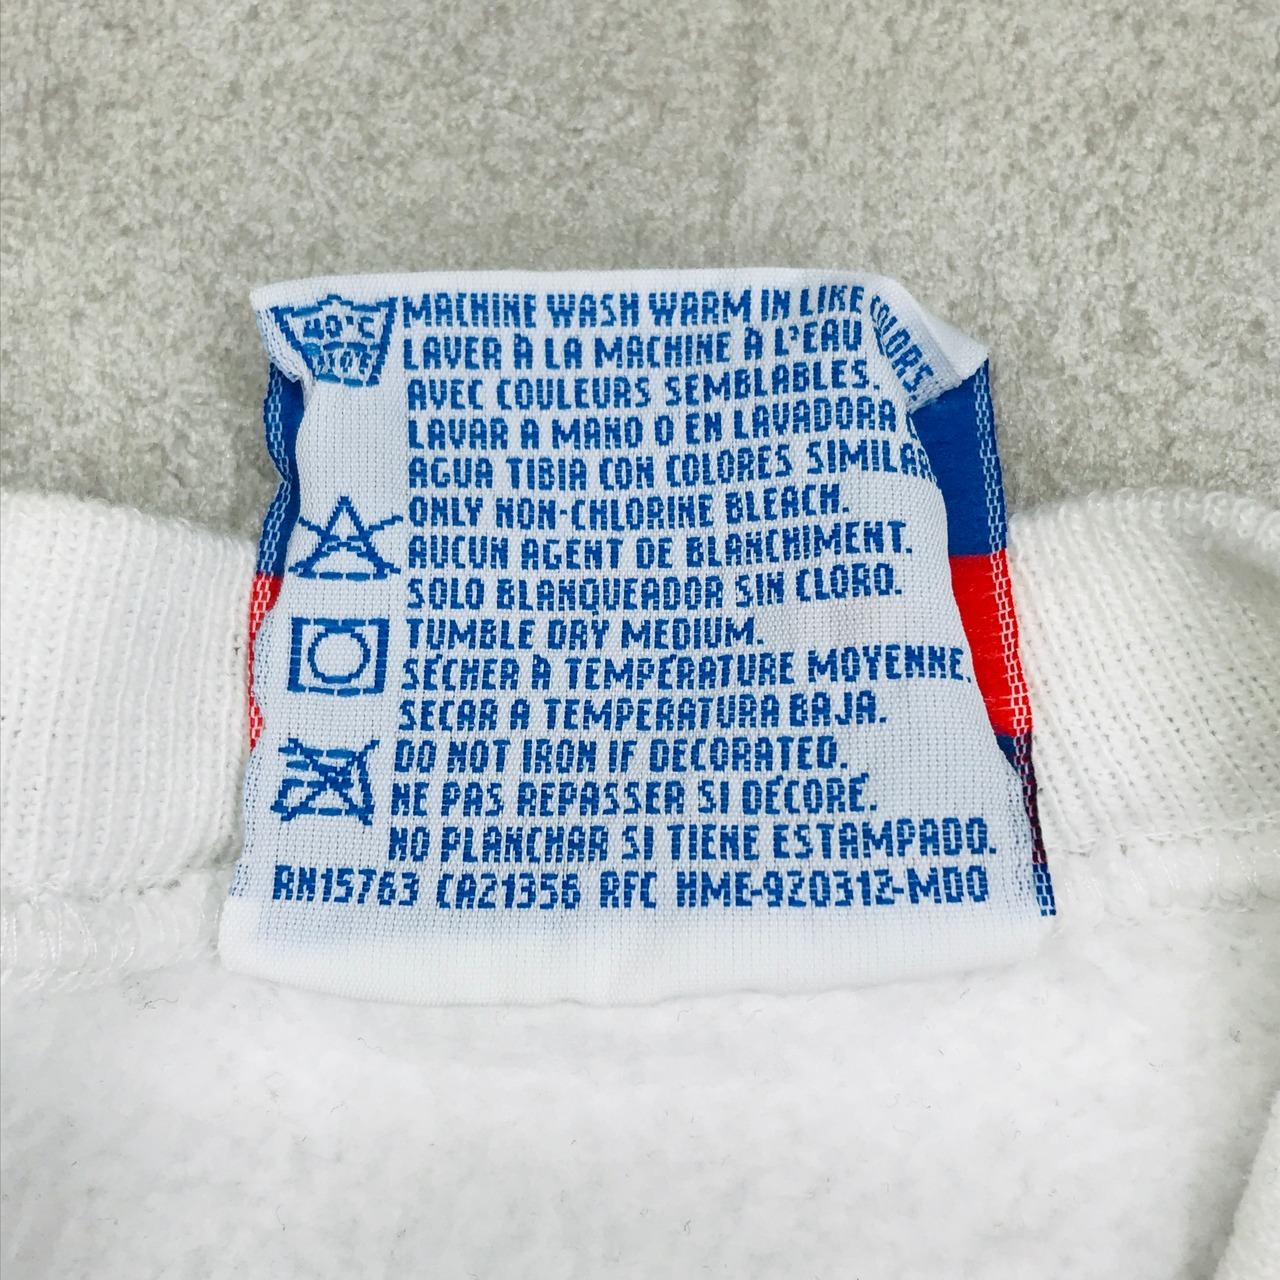 40°C
MACHINE WASH WARM IN LIKE COLORS
LAVER À LA MACHINE À L'EAU
AVEC COULEURS SEMBLABLES.
LAVAR A MANO O EN LAVADORA
AGUA TIBIA CON COLORES SIMILAR
ONLY NON-CHLORINE BLEACH.
AUCUN AGENT DE BLANCHIMENT.
SOLO BLANQUEADOR SIN CLORO.
TUMBLE DRY MEDIUM.
SÉCHER À TEMPÉRATURE MOYENNE.
SECAR A TEMPERATURA BAJA.
DO NOT IRON IF DECORATED.
NE PAS REPASSER SI DÉCORÉ.
NO PLANCHAR SI TIENE ESTAMPADO.
RN15763 CA21356 RFC HME-920312-MD0